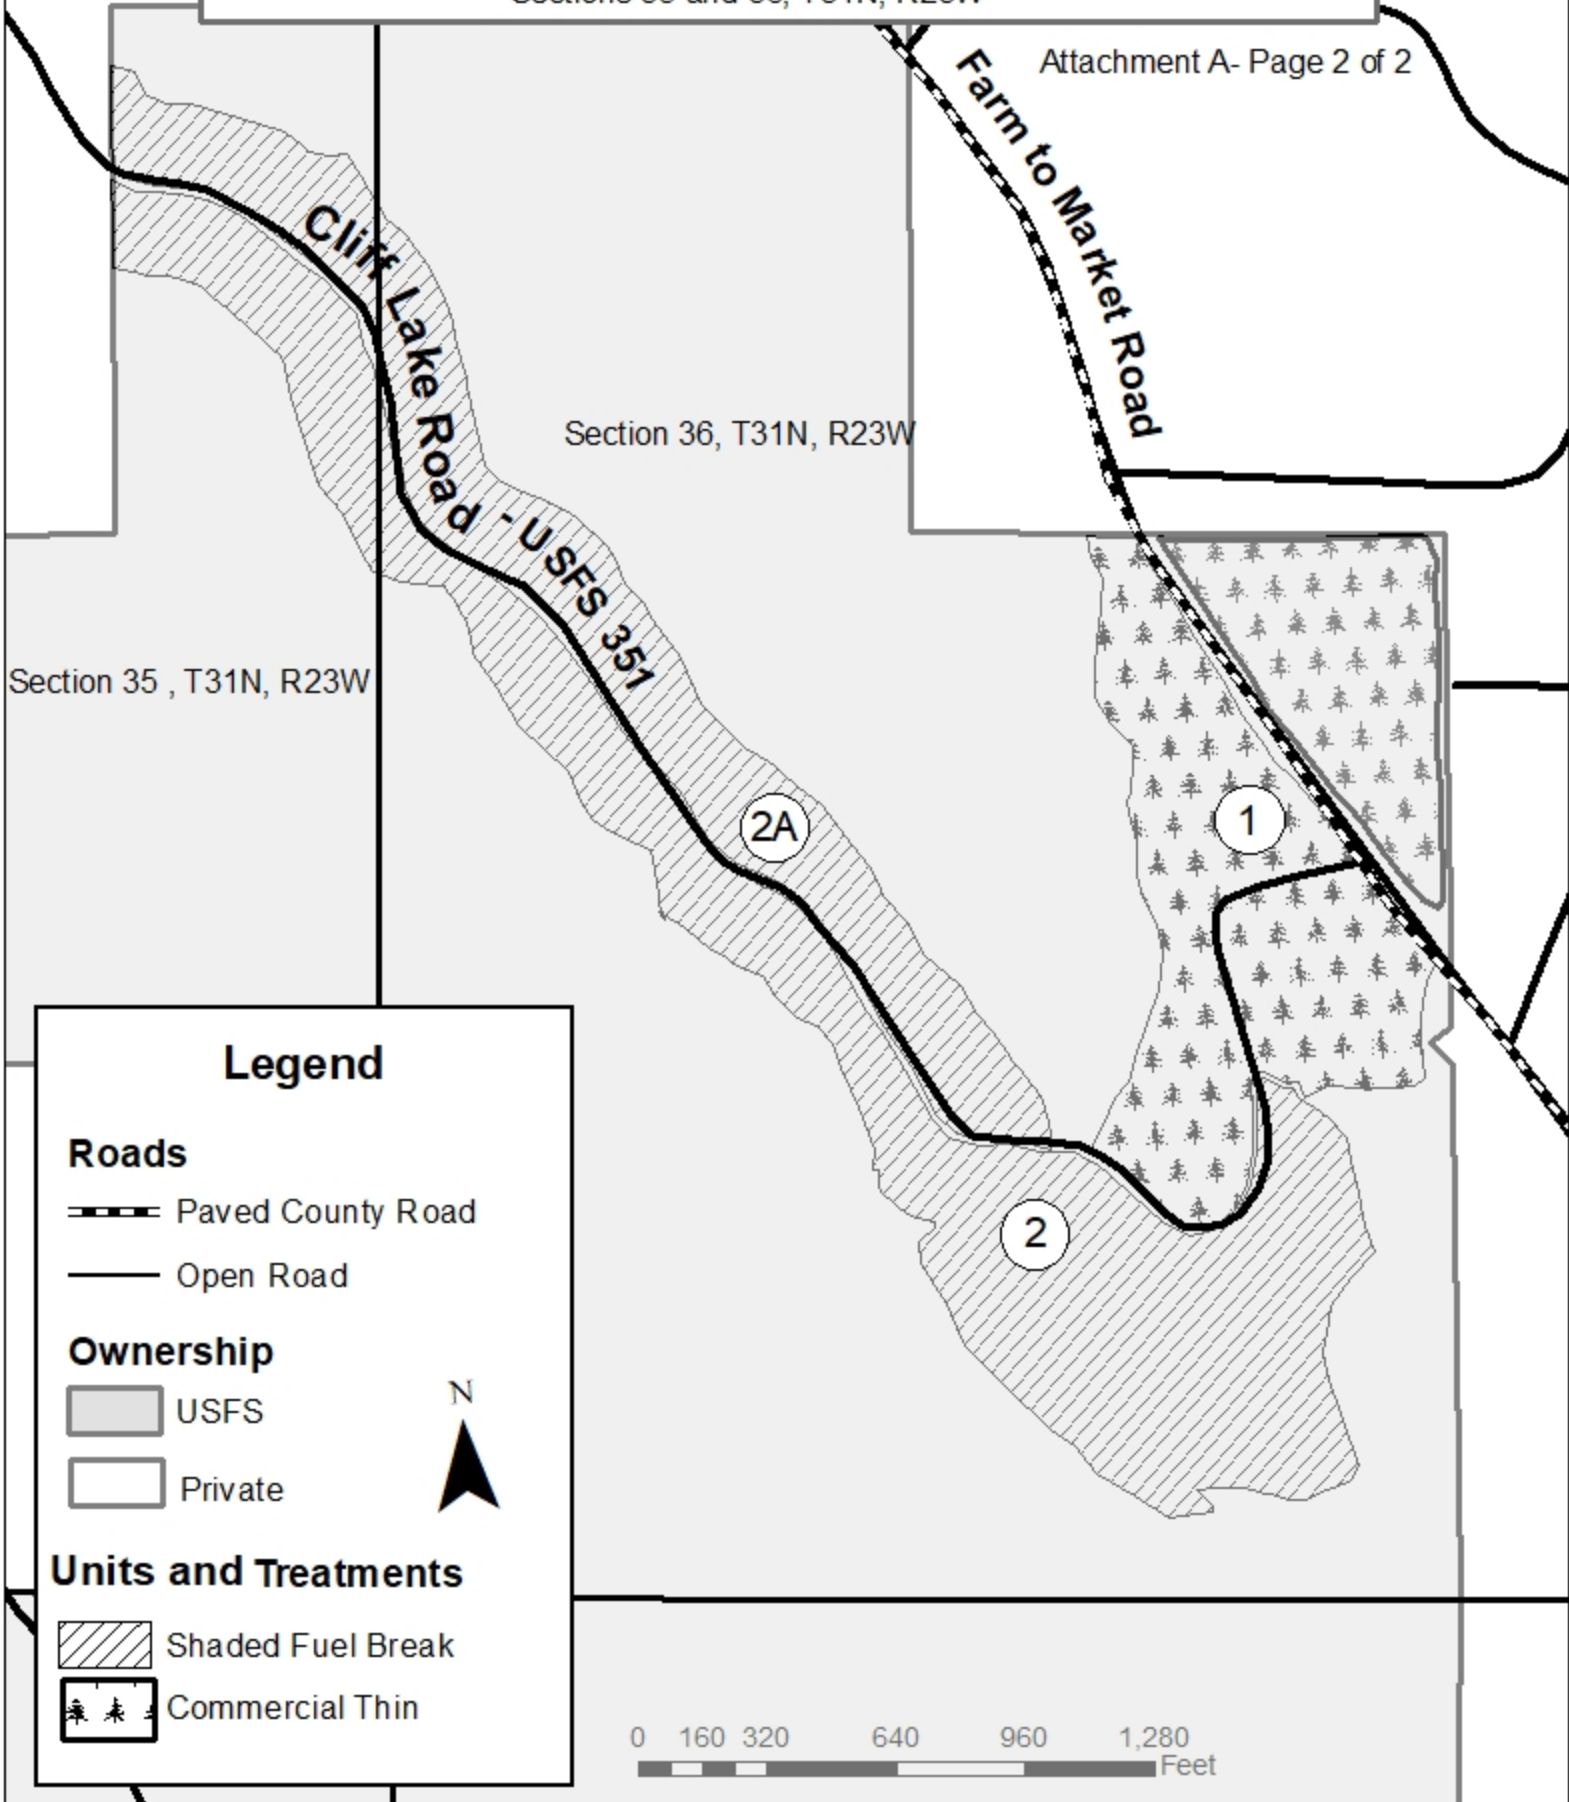 Attachment A- Page 2 of 2
Farm to Market Road
Cliff Lake Road - USFS 351
Section 36, T31N, R23W
Section 35 , T31N, R23W
2A
1
2
Legend
Roads
Paved County Road
Open Road
Ownership
USFS
Private
N
Units and Treatments
Shaded Fuel Break
Commercial Thin
0 160 320 640 960 1,280
Feet